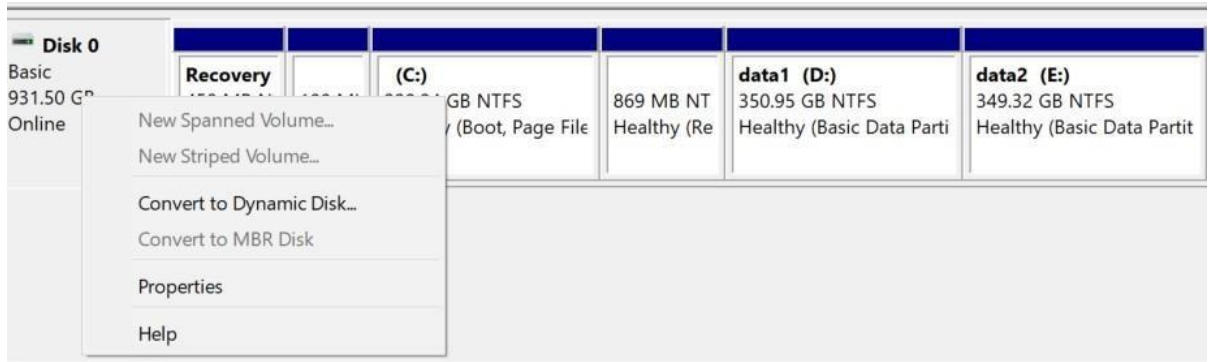 Disk 0
Basic
931.50
Online
Recovery
(C:)
GB NTFS
(Boot, Page File
869 MB NT
Healthy (Re
data1 (D:)
350.95 GB NTFS
Healthy (Basic Data Parti
data2 (E:)
349.32 GB NTFS
Healthy (Basic Data Partit
New Spanned Volume...
New Striped Volume...
Convert to Dynamic Disk...
Convert to MBR Disk
Properties
Help